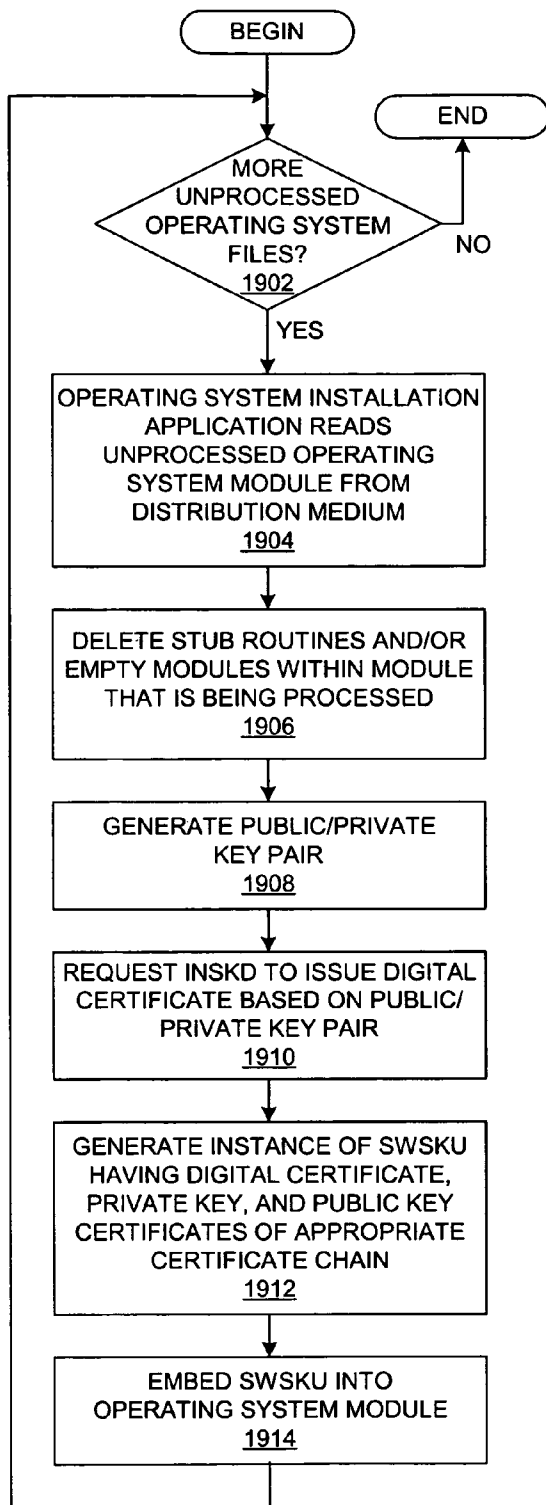 BEGIN
END
MORE
UNPROCESSED
OPERATING SYSTEM
FILES?
1902
NO
YES
OPERATING SYSTEM INSTALLATION
APPLICATION READS
UNPROCESSED OPERATING
SYSTEM MODULE FROM
DISTRIBUTION MEDIUM
1904
DELETE STUB ROUTINES AND/OR
EMPTY MODULES WITHIN MODULE
THAT IS BEING PROCESSED
1906
GENERATE PUBLIC/PRIVATE
KEY PAIR
1908
REQUEST INSKD TO ISSUE DIGITAL
CERTIFICATE BASED ON PUBLIC/
PRIVATE KEY PAIR
1910
GENERATE INSTANCE OF SWSKU
HAVING DIGITAL CERTIFICATE,
PRIVATE KEY, AND PUBLIC KEY
CERTIFICATES OF APPROPRIATE
CERTIFICATE CHAIN
1912
EMBED SWSKU INTO
OPERATING SYSTEM MODULE
1914